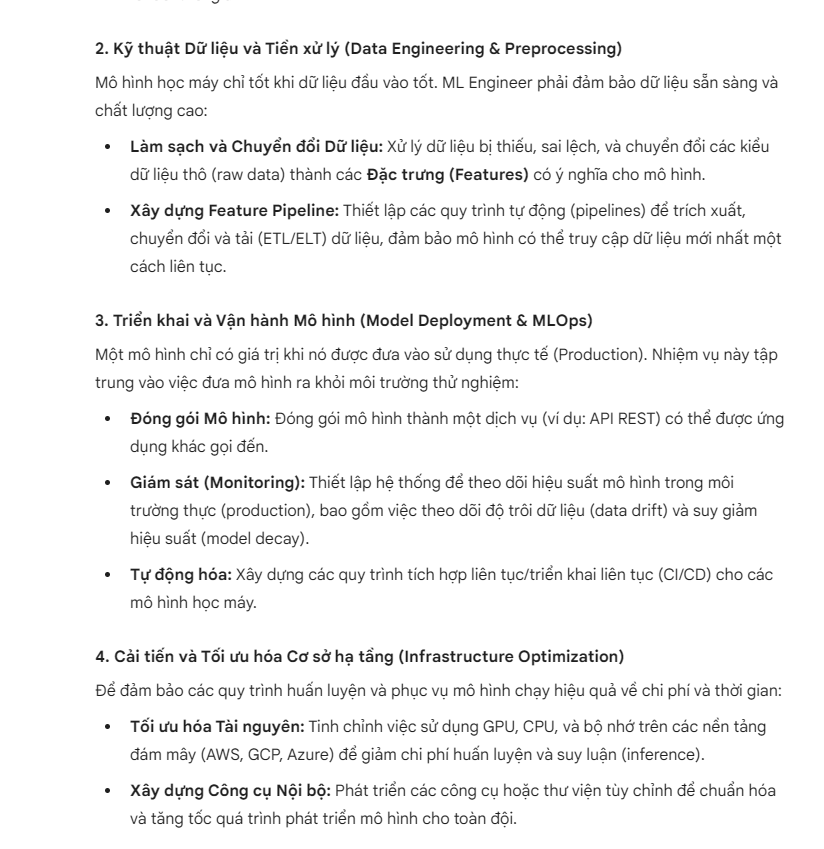 2. Kỹ thuật Dữ liệu và Tiền xử lý (Data Engineering & Preprocessing)
Mô hình học máy chỉ tốt khi dữ liệu đầu vào tốt. ML Engineer phải đảm bảo dữ liệu sẵn sàng và
chất lượng cao:
• Làm sạch và Chuyển đổi Dữ liệu: Xử lý dữ liệu bị thiếu, sai lệch, và chuyển đổi các kiểu
dữ liệu thô (raw data) thành các Đặc trưng (Features) có ý nghĩa cho mô hình.
• Xây dựng Feature Pipeline: Thiết lập các quy trình tự động (pipelines) để trích xuất,
chuyển đổi và tải (ETL/ELT) dữ liệu, đảm bảo mô hình có thể truy cập dữ liệu mới nhất một
cách liên tục.
3. Triển khai và Vận hành Mô hình (Model Deployment & MLOps)
Một mô hình chỉ có giá trị khi nó được đưa vào sử dụng thực tế (Production). Nhiệm vụ này tập
trung vào việc đưa mô hình ra khỏi môi trường thử nghiệm:
• Đóng gói Mô hình: Đóng gói mô hình thành một dịch vụ (ví dụ: API REST) có thể được ứng
dụng khác gọi đến.
• Giám sát (Monitoring): Thiết lập hệ thống để theo dõi hiệu suất mô hình trong môi
trường thực (production), bao gồm việc theo dõi độ trôi dữ liệu (data drift) và suy giảm
hiệu suất (model decay).
• Tự động hóa: Xây dựng các quy trình tích hợp liên tục/triển khai liên tục (CI/CD) cho các
mô hình học máy.
4. Cải tiến và Tối ưu hóa Cơ sở hạ tầng (Infrastructure Optimization)
Để đảm bảo các quy trình huấn luyện và phục vụ mô hình chạy hiệu quả về chi phí và thời gian:
• Tối ưu hóa Tài nguyên: Tinh chỉnh việc sử dụng GPU, CPU, và bộ nhớ trên các nền tảng
đám mây (AWS, GCP, Azure) để giảm chi phí huấn luyện và suy luận (inference).
• Xây dựng Công cụ Nội bộ: Phát triển các công cụ hoặc thư viện tùy chỉnh để chuẩn hóa
và tăng tốc quá trình phát triển mô hình cho toàn đội.